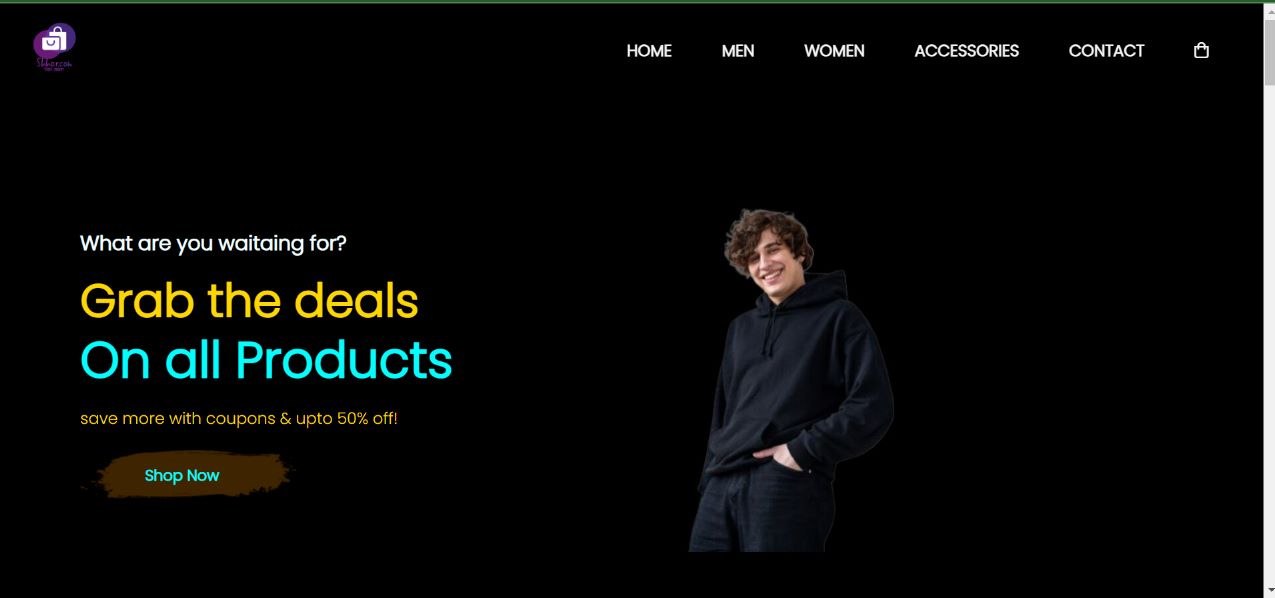 HOME MEN WOMEN ACCESSORIES CONTACT
What are you waitaing for?
Grab the deals
On all Products
save more with coupons & upto 50% off!
Shop Now